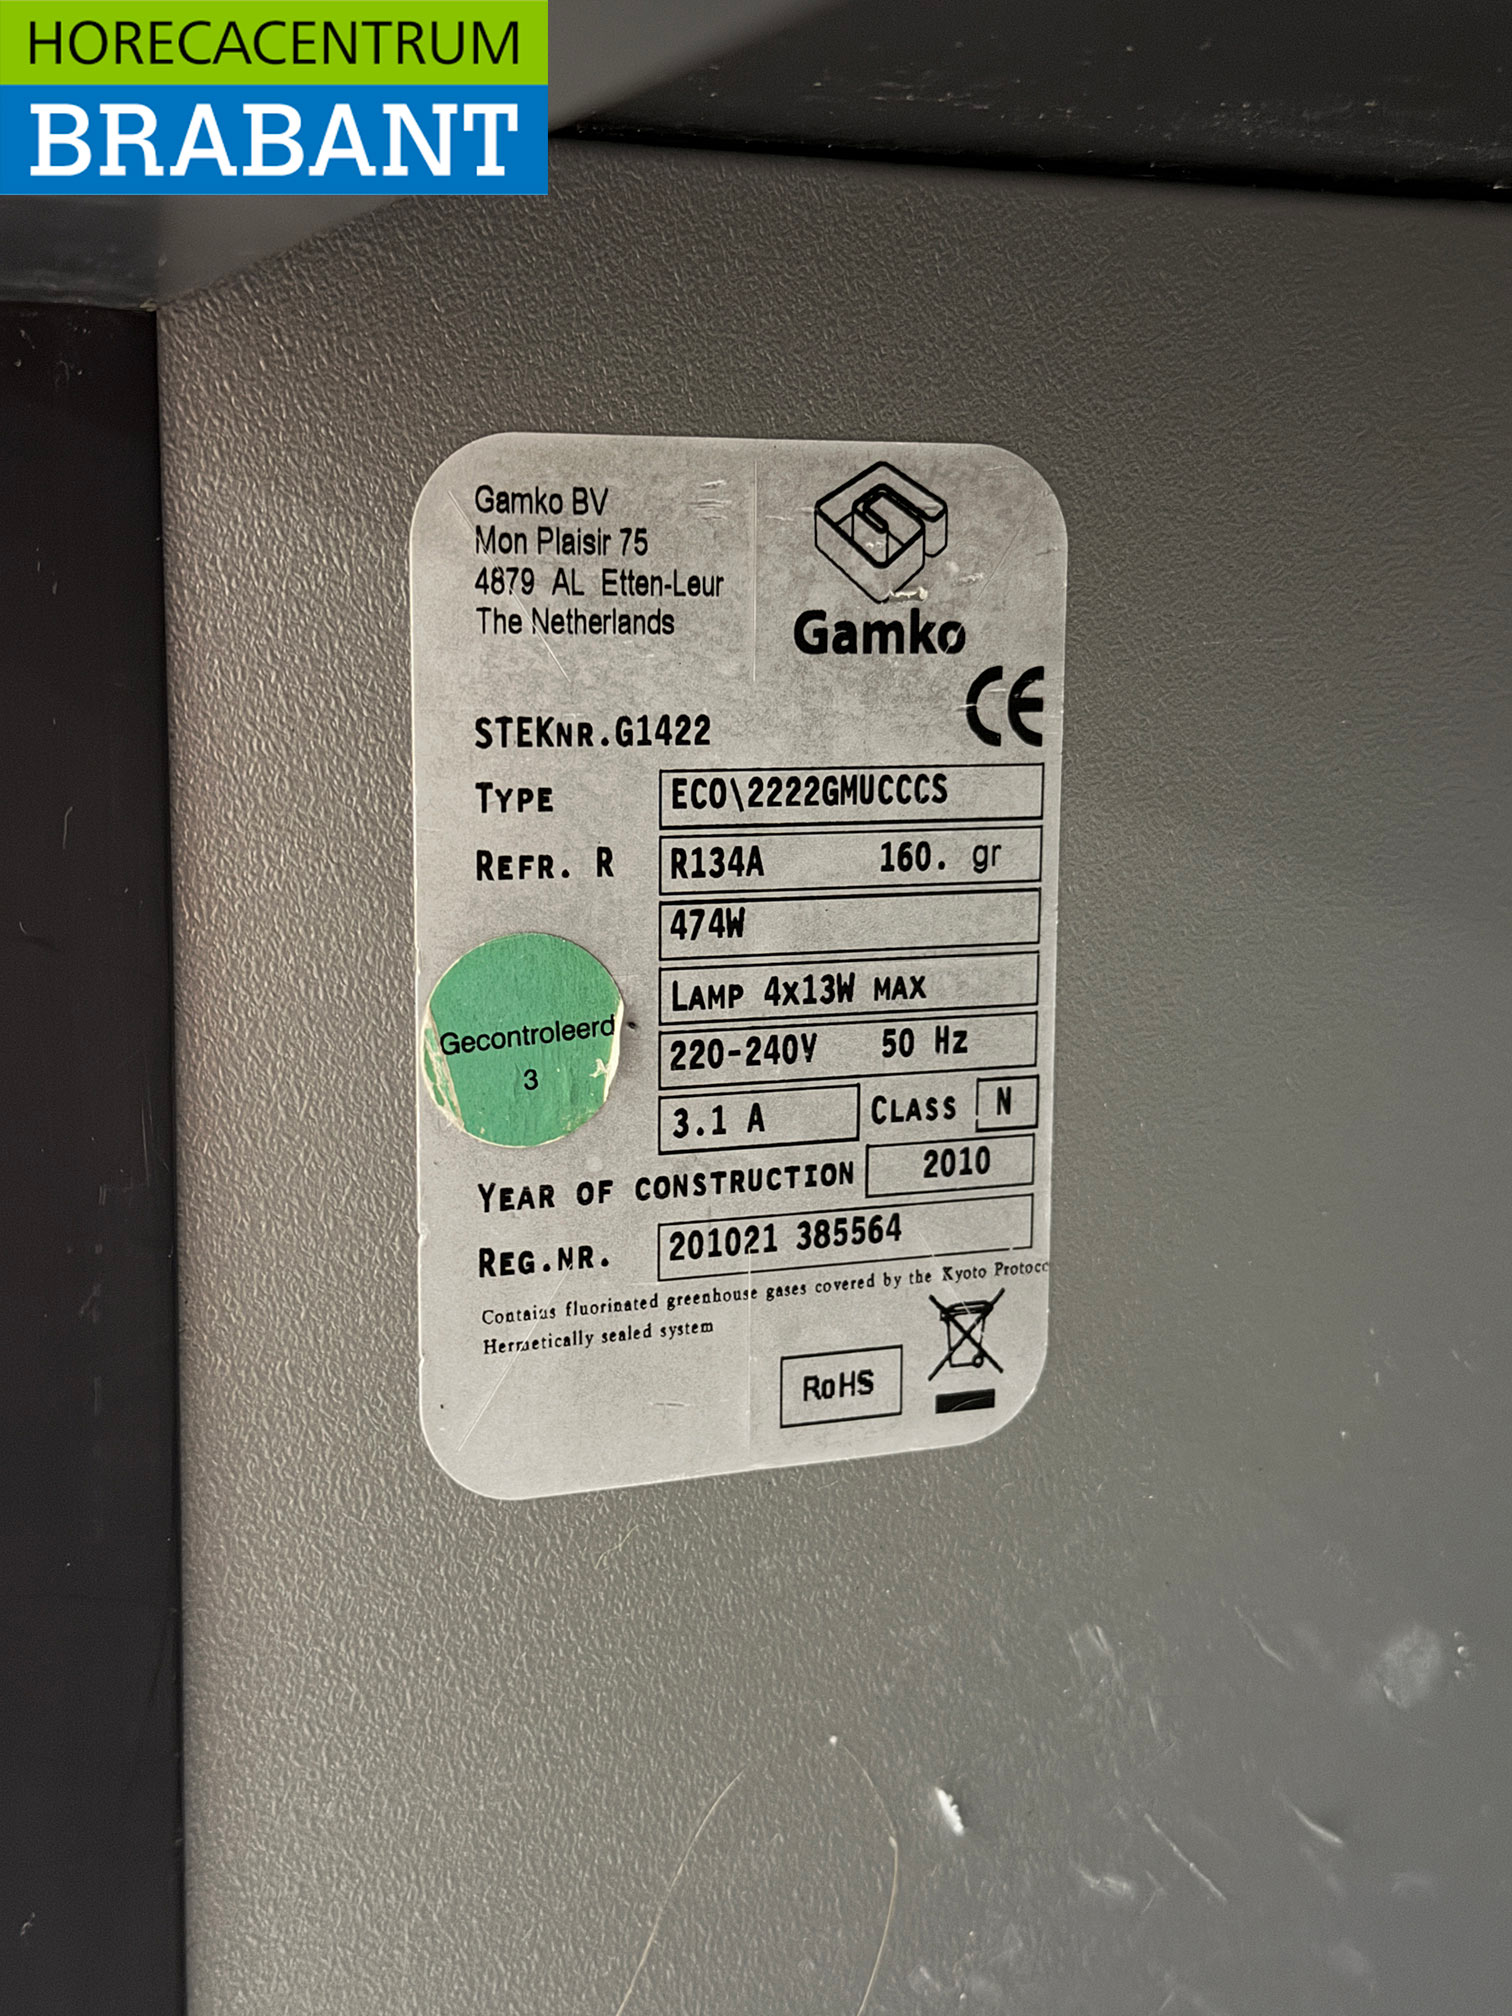 HORECACENTRUM
BRABANT
Gamko BV
Mon Plaisir 75
4879 AL Etten-Leur
The Netherlands
Gamko
CE
STEKNR.G1422
TYPE ECO\2222GMUCCCS
REFR. R R134A 160. gr
474W
LAMP 4x13W MAX
220-240V 50 Hz
3.1 A CLASS N
Gecontroleerd
3
YEAR OF CONSTRUCTION 2010
REG.NR. 201021 385564
Contains fluorinated greenhouse gases covered by the Kyoto Protoco
Hermetically sealed system
RoHS